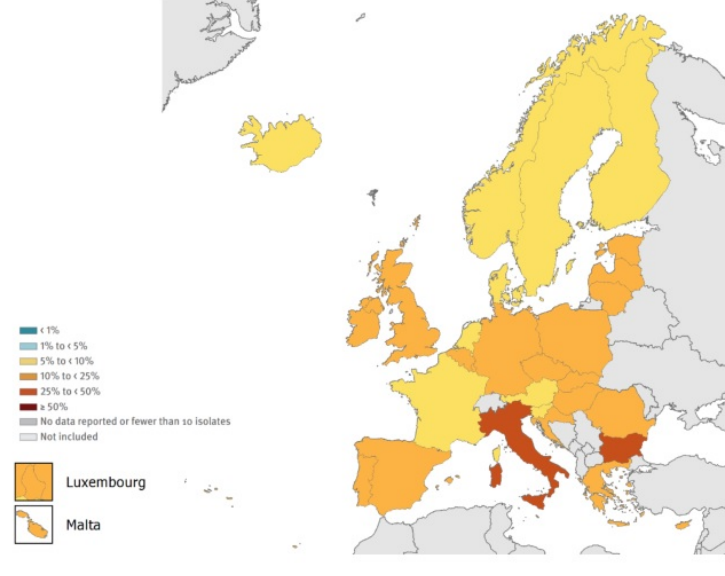 < 1%
1% to < 5%
5% to < 10%
10% to < 25%
25% to < 50%
≥ 50%
No data reported or fewer than 10 isolates
Not included
Luxembourg
Malta